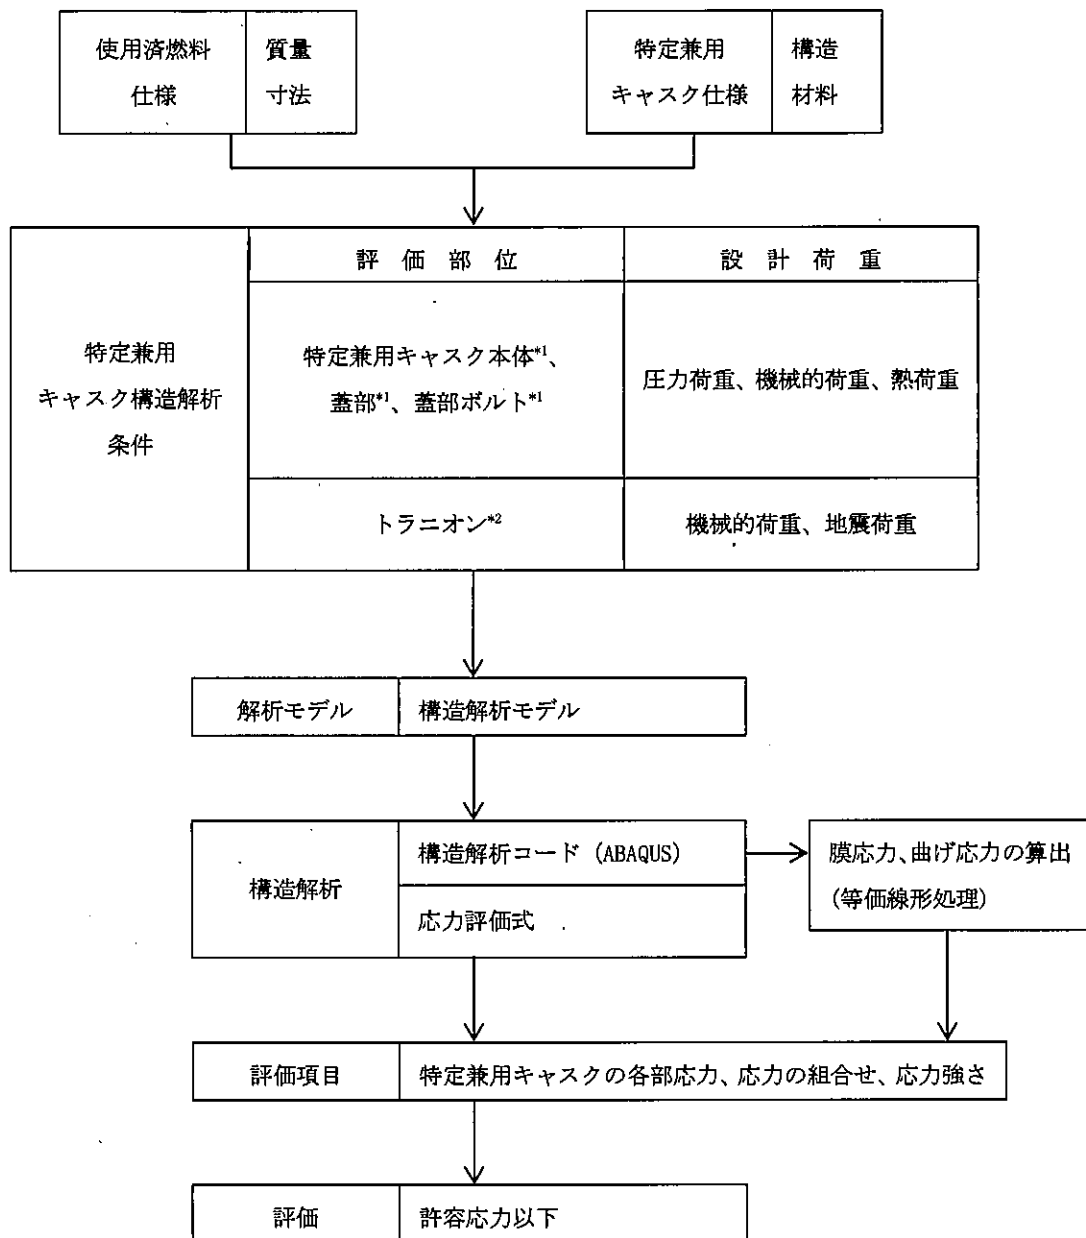 使用済燃料
仕様
質量
寸法
特定兼用
キャスク仕様
構造
材料
評価部位
設計荷重
特定兼用
キャスク構造解析
条件
特定兼用キャスク本体*1、
蓋部*1、蓋部ボルト*1
圧力荷重、機械的荷重、熱荷重
トラニオン*2
機械的荷重、地震荷重
解析モデル
構造解析モデル
構造解析
構造解析コード (ABAQUS)
応力評価式
膜応力、曲げ応力の算出
(等価線形処理)
評価項目
特定兼用キャスクの各部応力、応力の組合せ、応力強さ
評価
許容応力以下